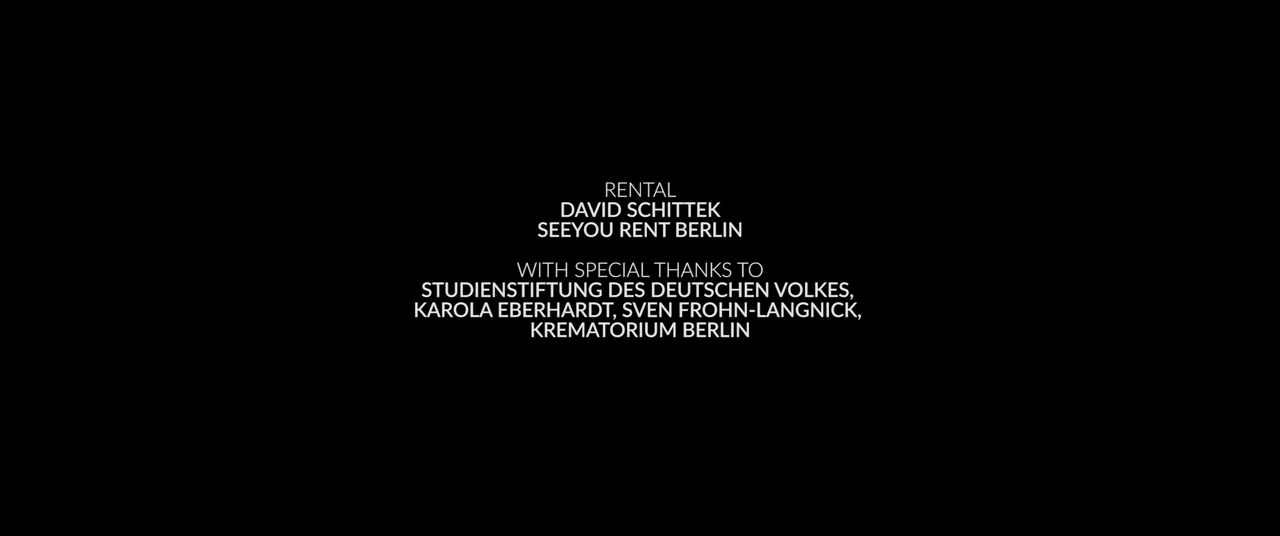 RENTAL
DAVID SCHITTEK
SEEYOU RENT BERLIN
WITH SPECIAL THANKS TO
STUDIENSTIFTUNG DES DEUTSCHEN VOLKES,
KAROLA EBERHARDT, SVEN FROHN-LANGNICK,
KREMATORIUM BERLIN